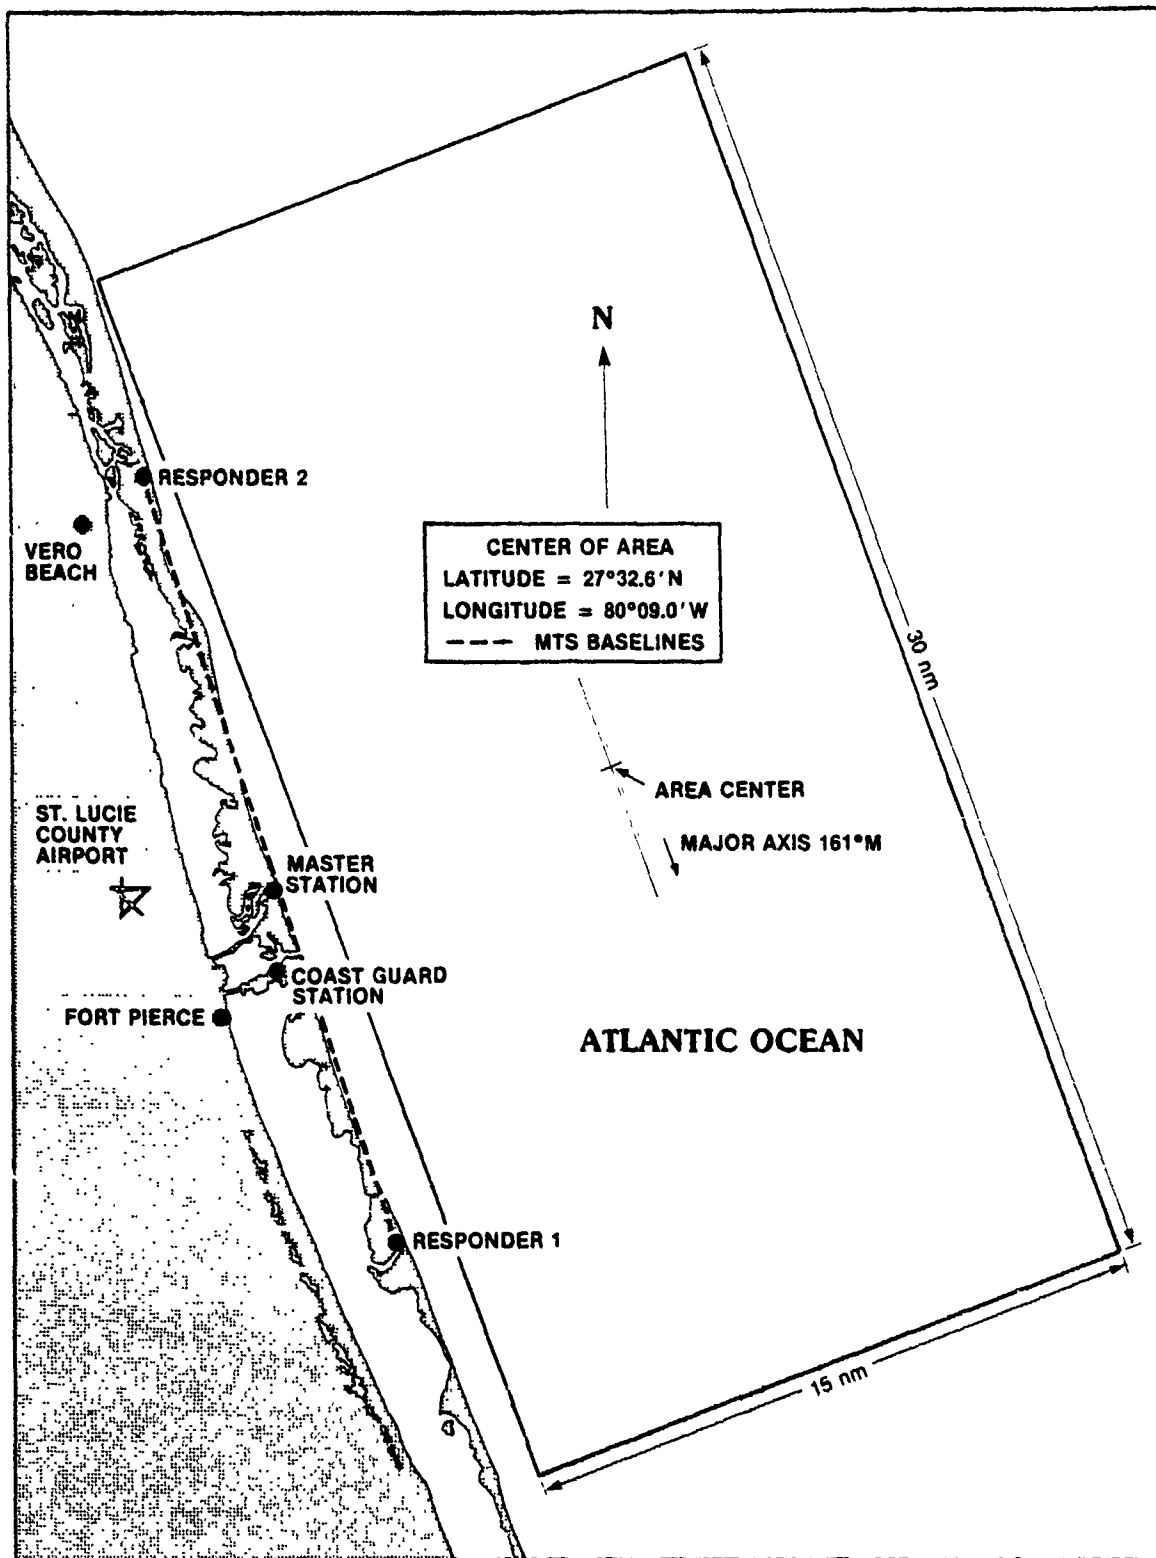 N
RESPONDER 2
VERO
BEACH
CENTER OF AREA
LATITUDE = 27°32.6'N
LONGITUDE = 80°09.0'W
MTS BASELINES
30 nm
AREA CENTER
MAJOR AXIS 161°M
ST. LUCIE
COUNTY
AIRPORT
MASTER
STATION
COAST GUARD
STATION
FORT PIERCE
ATLANTIC OCEAN
RESPONDER 1
15 nm